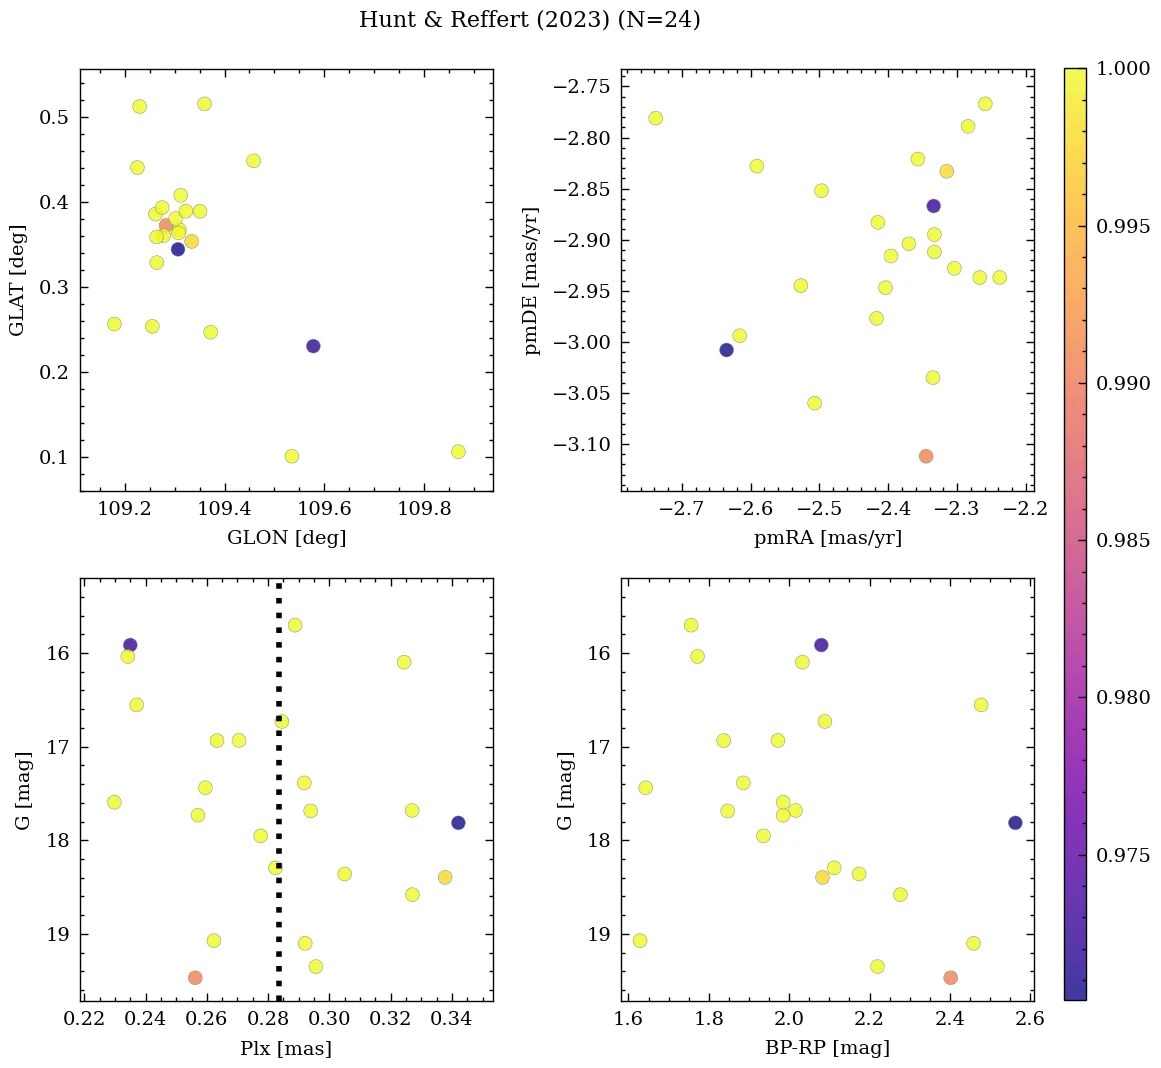 Hunt & Reffert (2023) (N=24)
0.5
0.4
0.3
0.2
0.1
GLAT [deg]
109.2 109.4 109.6 109.8
GLON [deg]
−2.75
−2.80
−2.85
−2.90
−2.95
−3.00
−3.05
−3.10
pmDE [mas/yr]
−2.7 −2.6 −2.5 −2.4 −2.3 −2.2
pmRA [mas/yr]
1.000
0.995
0.990
0.985
0.980
0.975
16
17
18
19
G [mag]
0.22 0.24 0.26 0.28 0.30 0.32 0.34
Plx [mas]
16
17
18
19
G [mag]
1.6 1.8 2.0 2.2 2.4 2.6
BP-RP [mag]